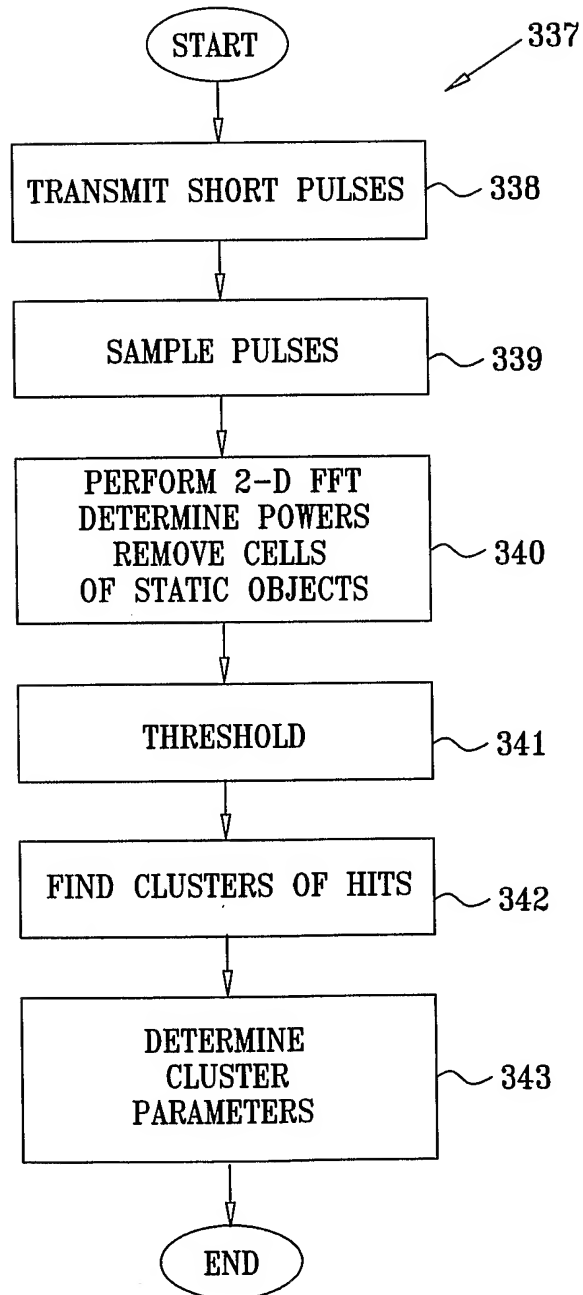 START
337
TRANSMIT SHORT PULSES
338
SAMPLE PULSES
339
PERFORM 2-D FFT
DETERMINE POWERS
REMOVE CELLS
OF STATIC OBJECTS
340
THRESHOLD
341
FIND CLUSTERS OF HITS
342
DETERMINE
CLUSTER
PARAMETERS
343
END